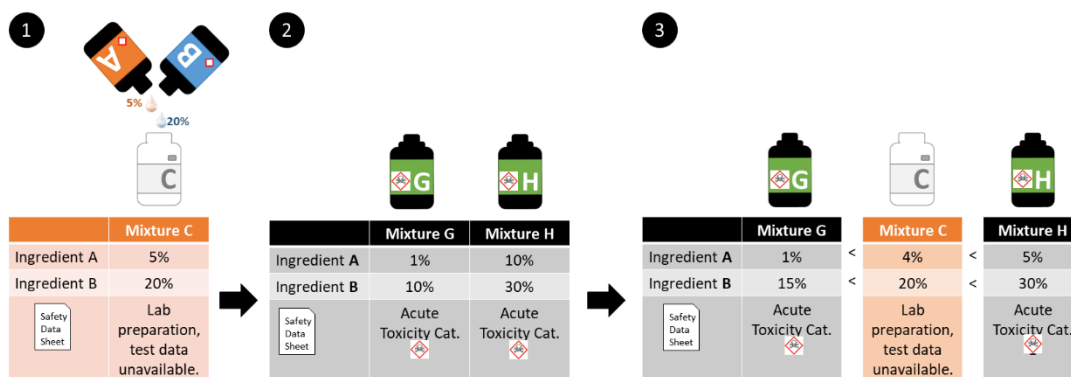 1
2
3
A
B
5%
20%
C
G
H
G
C
H
Mixture C
Ingredient A 5%
Ingredient B 20%
Safety
Data
Sheet
Lab
preparation,
test data
unavailable.
Mixture G Mixture H
Ingredient A 1% 10%
Ingredient B 10% 30%
Safety
Data
Sheet
Acute
Toxicity Cat.
Acute
Toxicity Cat.
Mixture G Mixture C Mixture H
Ingredient A 1% < 4% < 5%
Ingredient B 15% < 20% < 30%
Safety
Data
Sheet
Acute
Toxicity Cat.
Lab
preparation,
test data
unavailable.
Acute
Toxicity Cat.